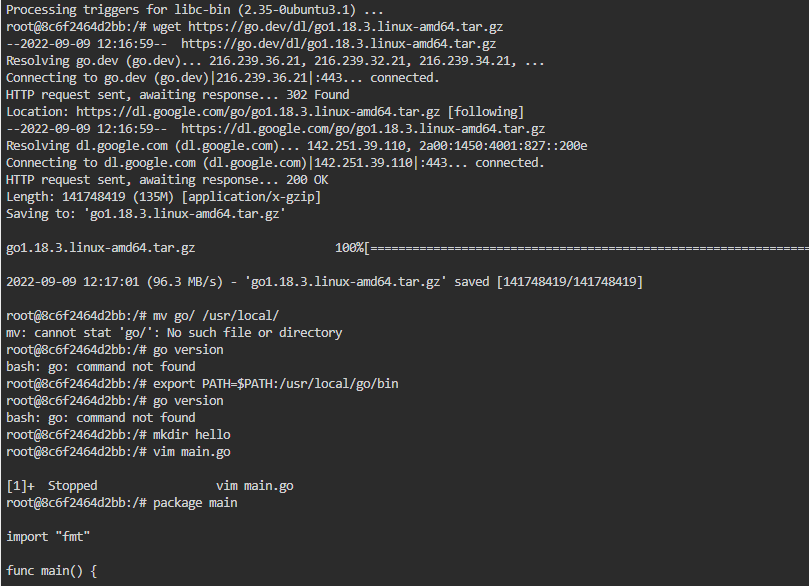 Processing triggers for libc-bin (2.35-0ubuntu3.1) ...
root@8c6f2464d2bb:/# wget https://go.dev/dl/go1.18.3.linux-amd64.tar.gz
--2022-09-09 12:16:59--  https://go.dev/dl/go1.18.3.linux-amd64.tar.gz
Resolving go.dev (go.dev)... 216.239.36.21, 216.239.32.21, 216.239.34.21, ...
Connecting to go.dev (go.dev)|216.239.36.21|:443... connected.
HTTP request sent, awaiting response... 302 Found
Location: https://dl.google.com/go/go1.18.3.linux-amd64.tar.gz [following]
--2022-09-09 12:16:59--  https://dl.google.com/go/go1.18.3.linux-amd64.tar.gz
Resolving dl.google.com (dl.google.com)... 142.251.39.110, 2a00:1450:4001:827::200e
Connecting to dl.google.com (dl.google.com)|142.251.39.110|:443... connected.
HTTP request sent, awaiting response... 200 OK
Length: 141748419 (135M) [application/x-gzip]
Saving to: 'go1.18.3.linux-amd64.tar.gz'
go1.18.3.linux-amd64.tar.gz                    100%[===============================================================
2022-09-09 12:17:01 (96.3 MB/s) - 'go1.18.3.linux-amd64.tar.gz' saved [141748419/141748419]
root@8c6f2464d2bb:/# mv go/ /usr/local/
mv: cannot stat 'go/': No such file or directory
root@8c6f2464d2bb:/# go version
bash: go: command not found
root@8c6f2464d2bb:/# export PATH=$PATH:/usr/local/go/bin
root@8c6f2464d2bb:/# go version
bash: go: command not found
root@8c6f2464d2bb:/# mkdir hello
root@8c6f2464d2bb:/# vim main.go
[1]+  Stopped                 vim main.go
root@8c6f2464d2bb:/# package main
import "fmt"
func main() {